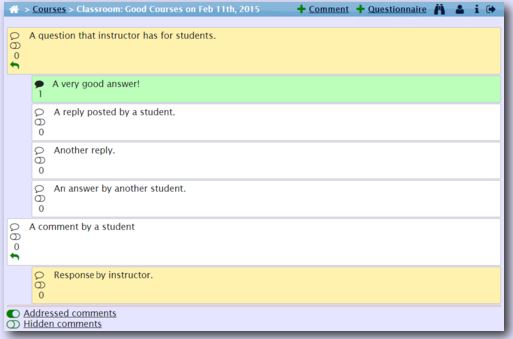 > Courses > Classroom: Good Courses on Feb 11th, 2015 + Comment + Questionnaire
A question that instructor has for students.
0
A very good answer!
1
A reply posted by a student.
0
Another reply.
0
An answer by another student.
0
A comment by a student
0
Response by instructor.
0
Addressed comments
Hidden comments